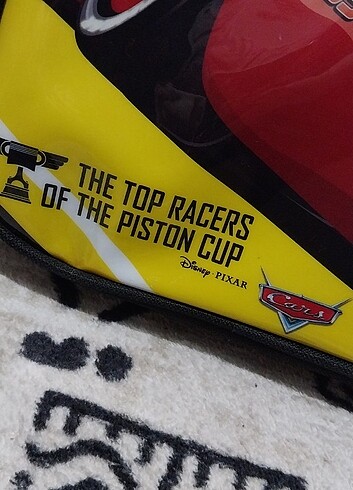 THE TOP RACERS
OF THE PISTON CUP
Disney · PIXAR
Cars